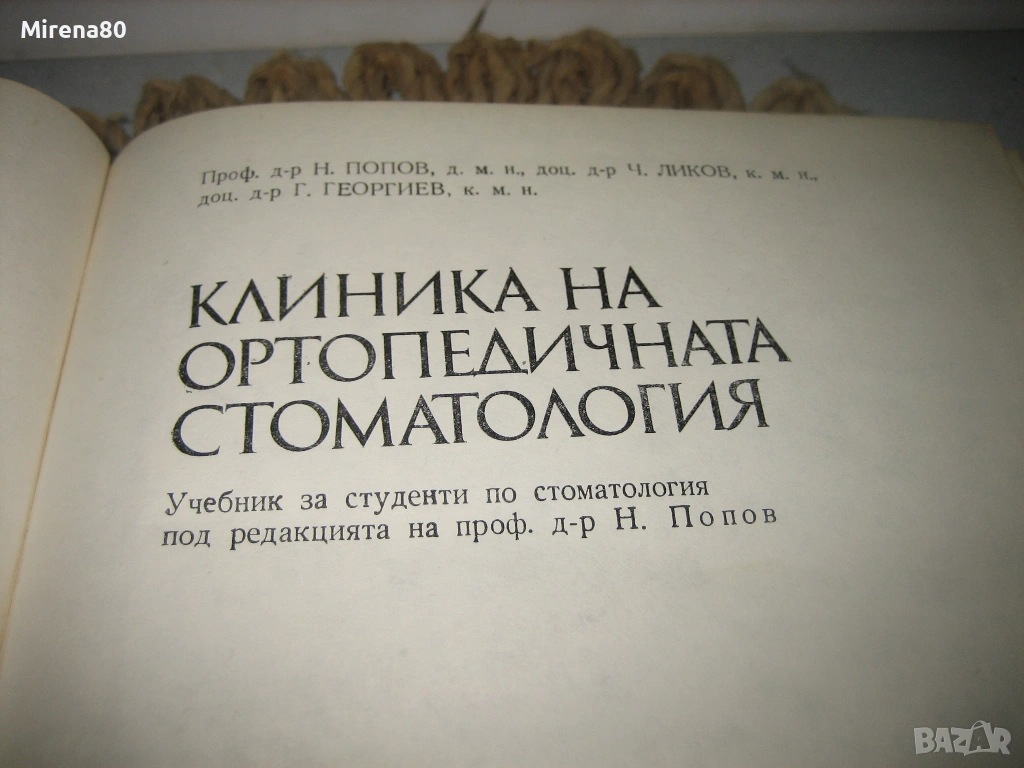 Mirena80
Проф. д-р Н. ПОПОВ, д. м. н., доц. д-р Ч. ЛИКОВ, к. м. н.,
доц. д-р Г. ГЕОРГИЕВ, к. м. н.
КЛИНИКА НА
ОРТОПЕДИЧНАТА
СТОМАТОЛОГИЯ
Учебник за студенти по стоматология
под редакцията на проф. д-р Н. Попов
BAZAR